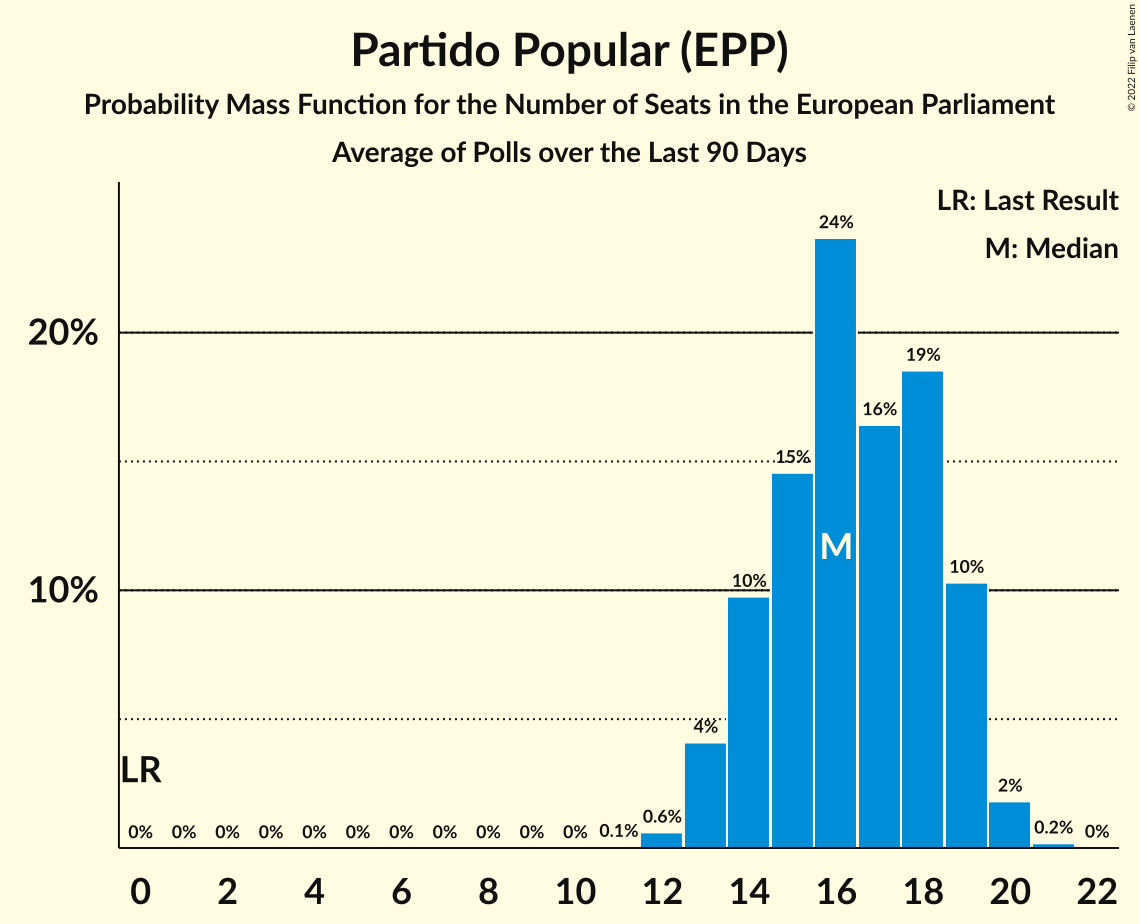 Partido Popular (EPP)
Probability Mass Function for the Number of Seats in the European Parliament
Average of Polls over the Last 90 Days
© 2022 Filip van Laenen
LR: Last Result
M: Median
24%
20%
19%
16%
15%
M
10%
10%
10%
4%
LR
2%
0% 0% 0% 0% 0% 0% 0% 0% 0% 0% 0% 0.1% 0.6% 0.2% 0%
0 2 4 6 8 10 12 14 16 18 20 22